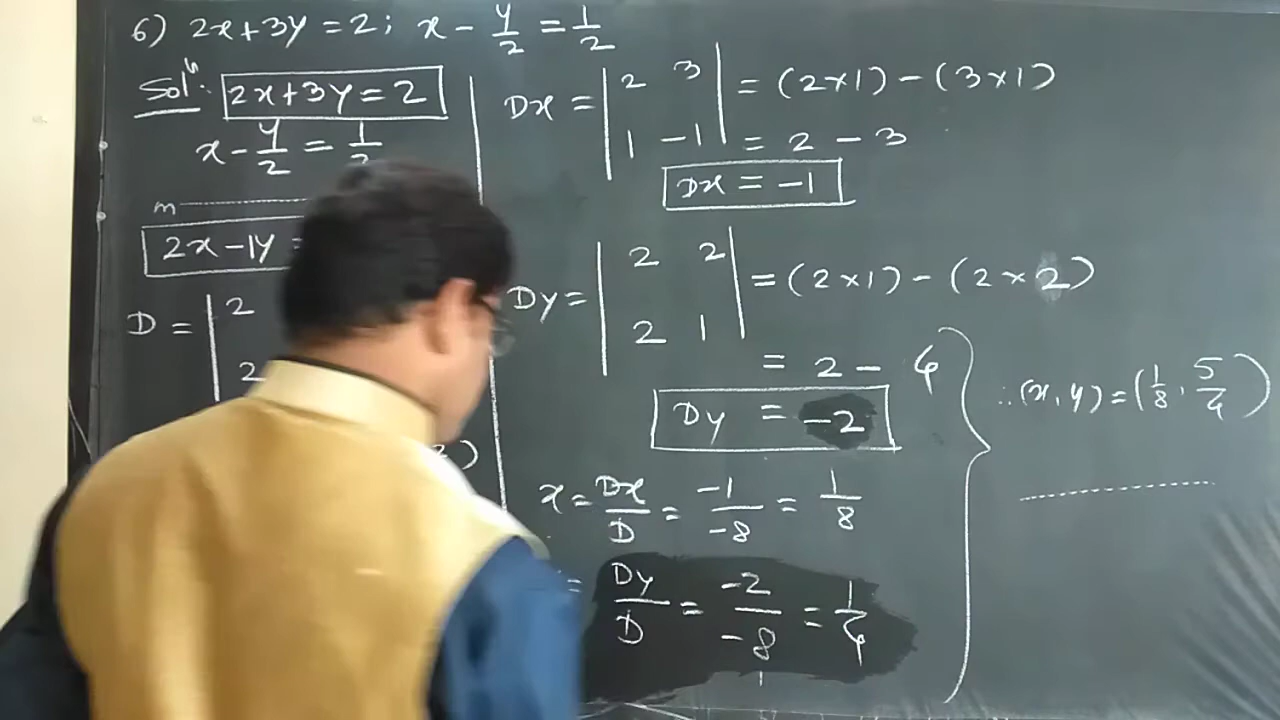 6) 2x+3y = 2 ; x - y/2 = 1/2
Solⁿ. 2x+3y = 2
x - y/2 = 1/2
m
2x-1y =
D = | 2
2
Dx = | 2 3 | = (2×1) - (3×1)
| 1 -1 | = 2 - 3
Dx = -1
Dy = | 2 2 | = (2×1) - (2×2)
| 2 1 |
= 2 - 4
Dy = -2
x = Dx/D = -1/-8 = 1/8
= Dy/D = -2/-8 = 1/4
∴ (x, y) = (1/8, 5/4)